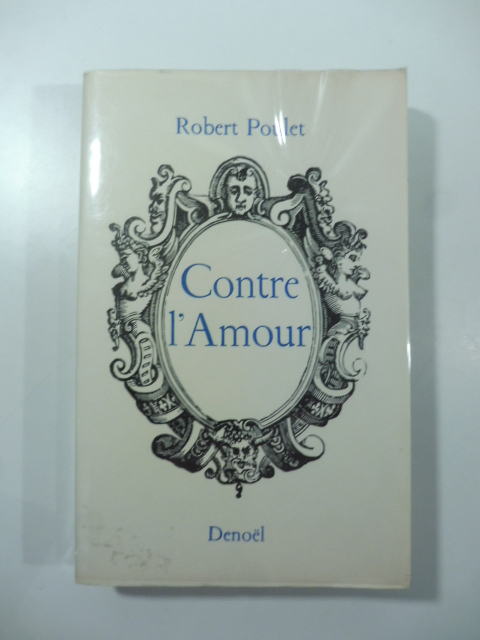 Robert Poulet
Contre
l'Amour
Denoël